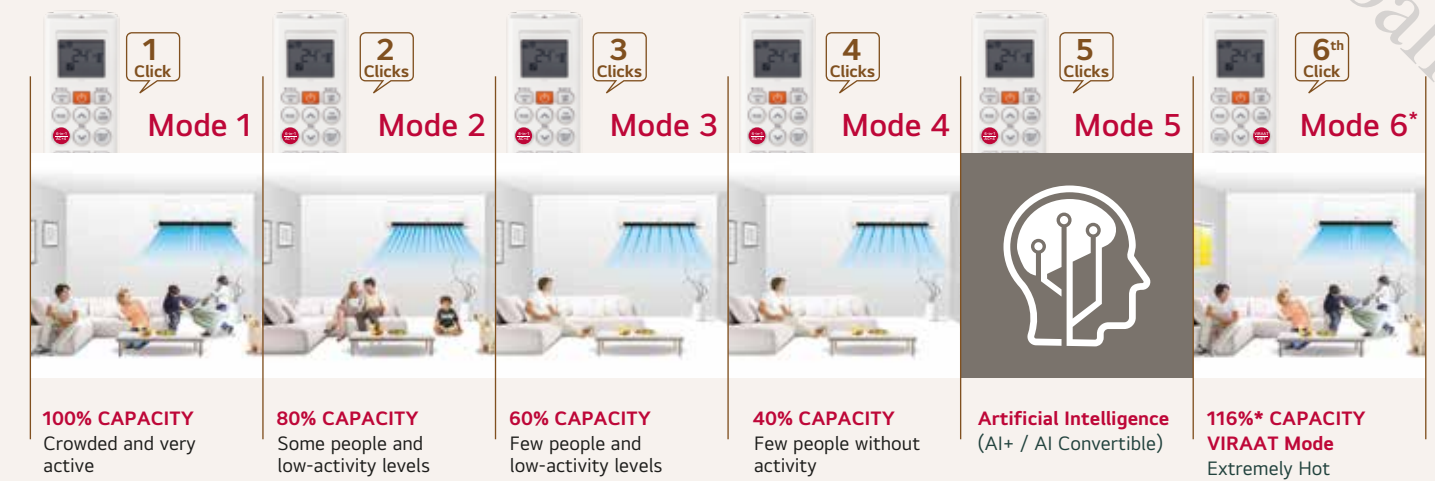 1
Click
Mode 1
2
Clicks
Mode 2
3
Clicks
Mode 3
4
Clicks
Mode 4
5
Clicks
Mode 5
6th
Click
Mode 6*
100% CAPACITY
Crowded and very
active
80% CAPACITY
Some people and
low-activity levels
60% CAPACITY
Few people and
low-activity levels
40% CAPACITY
Few people without
activity
Artificial Intelligence
(AI+ / AI Convertible)
116%* CAPACITY
VIRAAT Mode
Extremely Hot